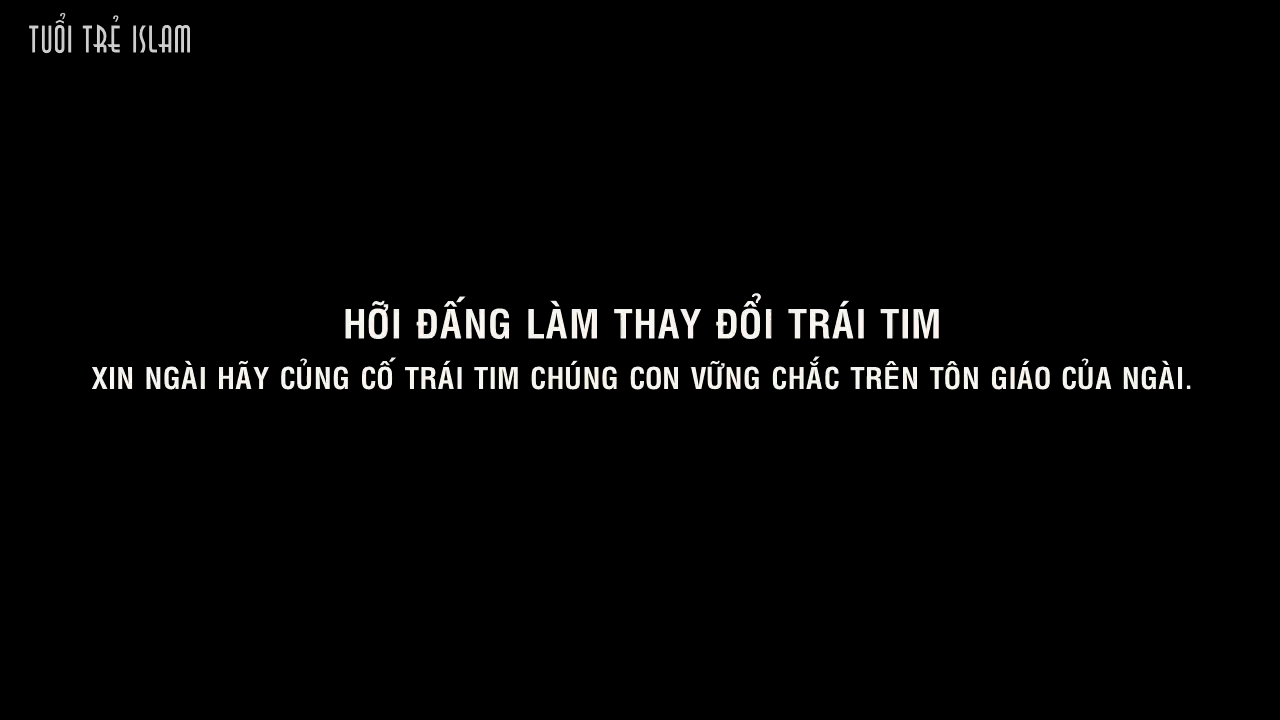 TUỔI TRẺ ISLAM
HỠI ĐẤNG LÀM THAY ĐỔI TRÁI TIM
XIN NGÀI HÃY CỦNG CỐ TRÁI TIM CHÚNG CON VỮNG CHẮC TRÊN TÔN GIÁO CỦA NGÀI.